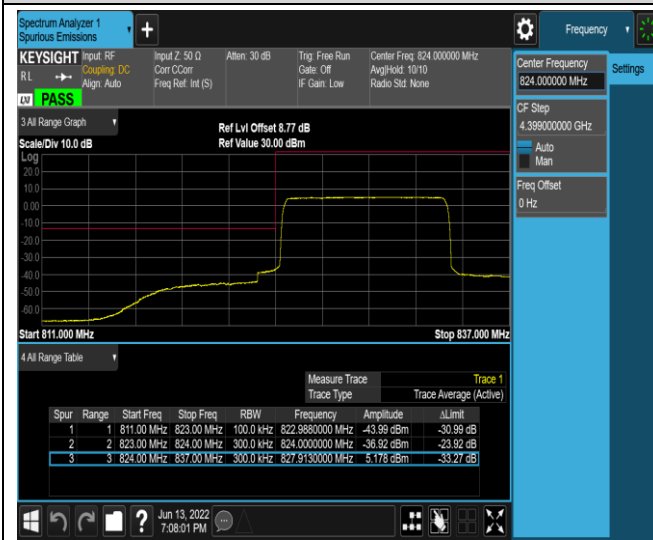 Spectrum Analyzer 1
Spurious Emissions
Frequency
KEYSIGHT
RL
LXI
PASS
Input: RF
Coupling: DC
Align: Auto
Input Z: 50 Ω
Corr CCorr
Freq Ref: Int (S)
Atten: 30 dB
Trig: Free Run
Gate: Off
IF Gain: Low
Center Freq: 824.000000 MHz
Avg|Hold: 10/10
Radio Std: None
Center Frequency
824.000000 MHz
Settings
CF Step
4.399000000 GHz
Auto
Man
Freq Offset
0 Hz
3 All Range Graph
Scale/Div 10.0 dB
Ref Lvl Offset 8.77 dB
Ref Value 30.00 dBm
Log
20.0
10.0
0.00
-10.0
-20.0
-30.0
-40.0
-50.0
-60.0
Start 811.000 MHz
Stop 837.000 MHz
4 All Range Table
Measure Trace Trace 1
Trace Type Trace Average (Active)
Spur Range Start Freq Stop Freq RBW Frequency Amplitude ΔLimit
1 1 811.00 MHz 823.00 MHz 100.0 kHz 822.9880000 MHz -43.99 dBm -30.99 dB
2 2 823.00 MHz 824.00 MHz 300.0 kHz 824.0000000 MHz -36.92 dBm -23.92 dB
3 3 824.00 MHz 837.00 MHz 300.0 kHz 827.9130000 MHz 5.178 dBm -33.27 dB
?
Jun 13, 2022
7:08:01 PM